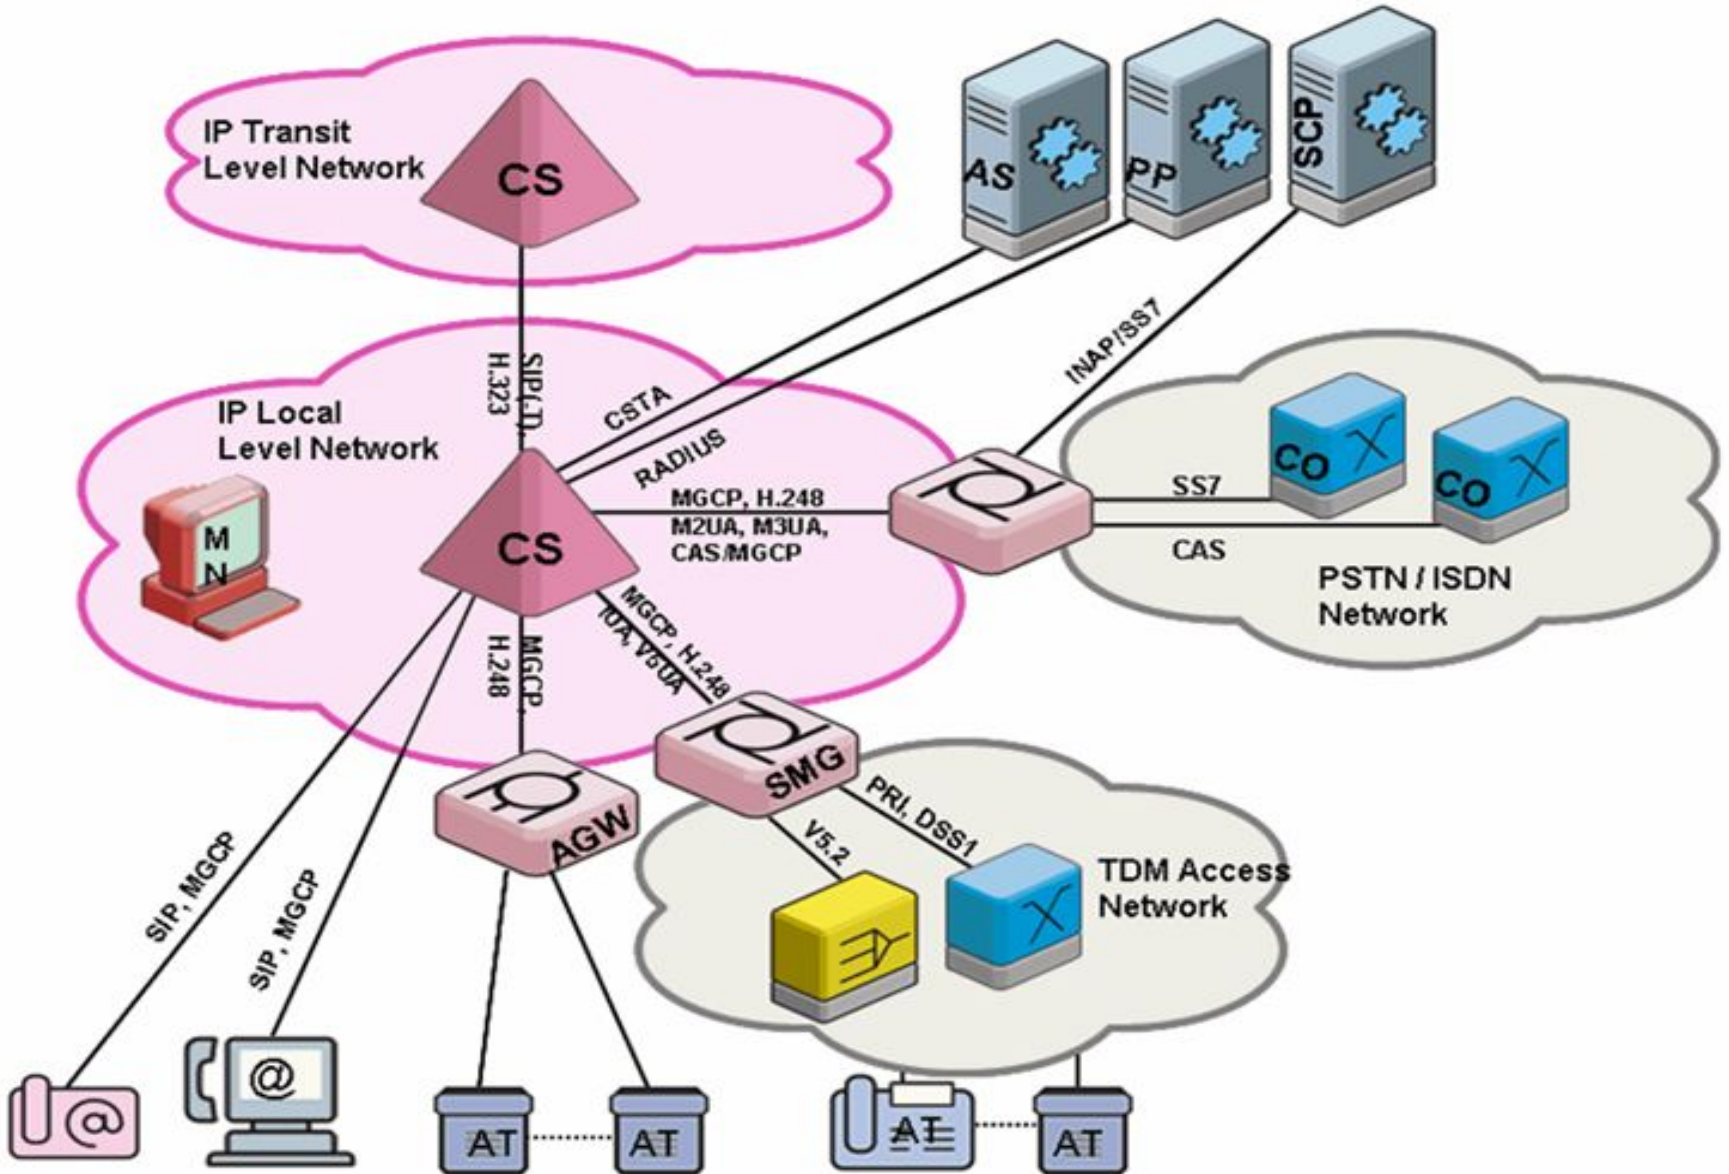 IP Transit
Level Network
CS
AS
PP
SCP
SIP(-T),
H.323
CSTA
RADIUS
INAP/SS7
IP Local
Level Network
M
N
CS
MGCP, H.248
M2UA, M3UA,
CAS/MGCP
SS7
CO
CO
CAS
PSTN / ISDN
Network
MGCP,
H.248
MGCP, H.248
IUA, V5UA
SMG
AGW
SIP, MGCP
SIP, MGCP
V5.2
PRI, DSS1
TDM Access
Network
@
@
AT
AT
AT
AT